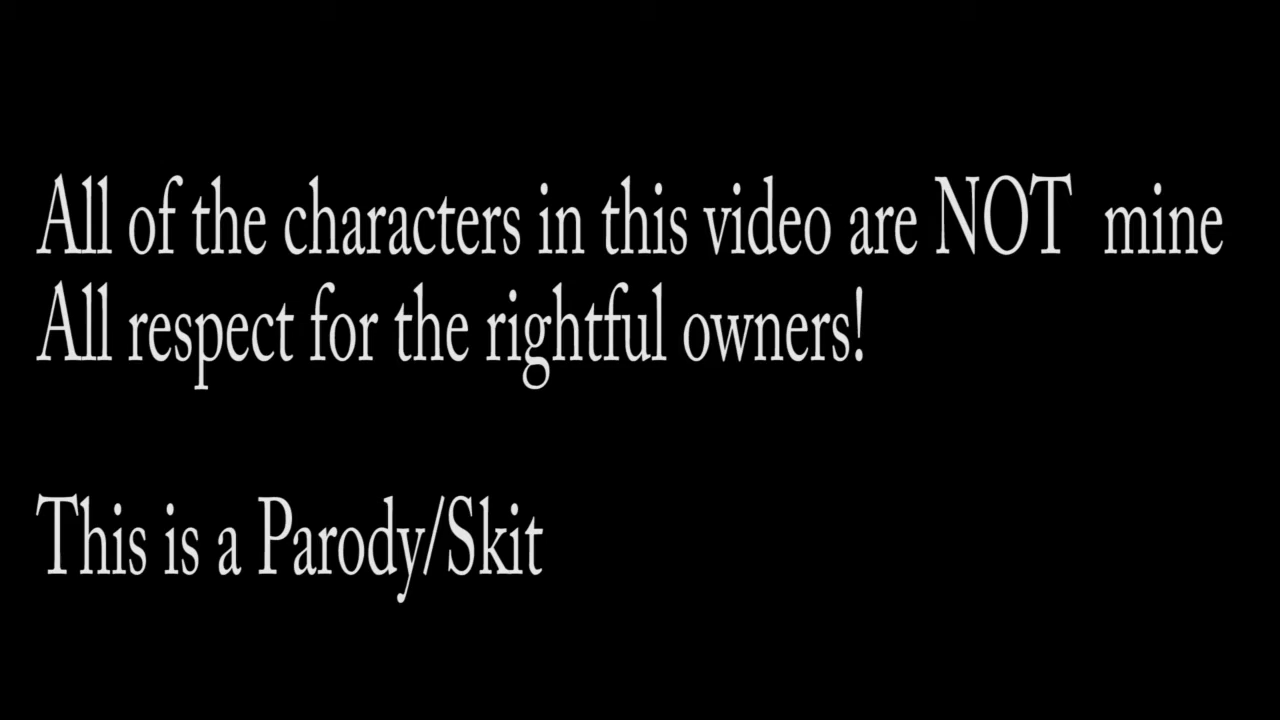 All of the characters in this video are NOT mine
All respect for the rightful owners!
This is a Parody/Skit